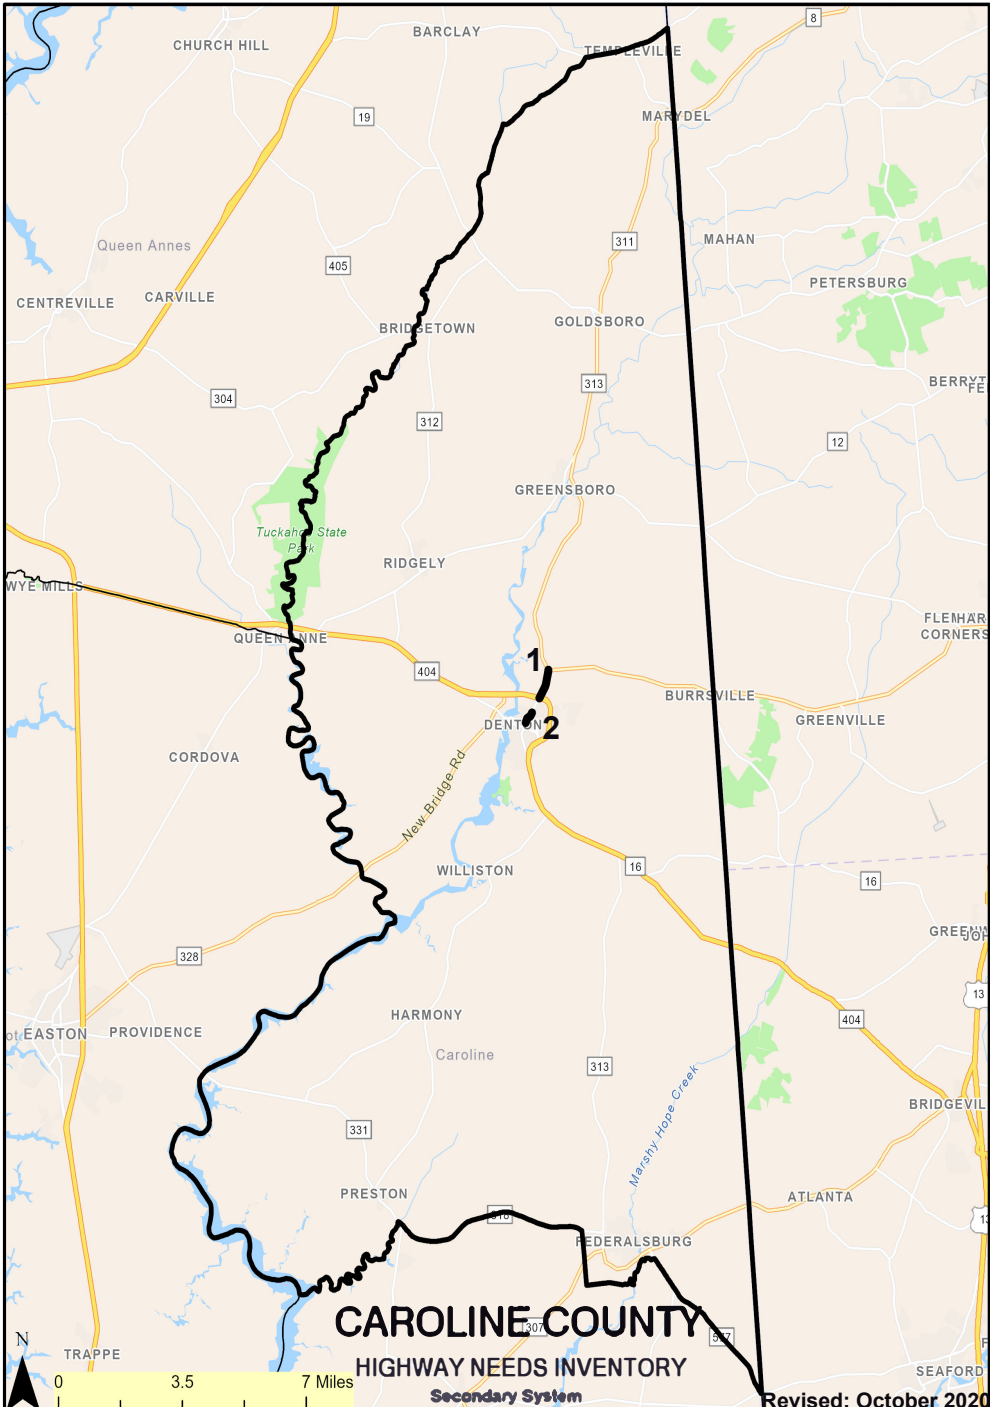 8
BARCLAY
CHURCH HILL
TEMPLEVILLE
19
MARYDEL
311
MAHAN
Queen Annes
405
PETERSBURG
CENTREVILLE
CARVILLE
GOLDSBORO
BRIDGETOWN
313
304
312
12
GREENSBORO
Tuckahoe State
Park
RIDGELY
WYE MILLS
CORNERS
QUEEN ANNE
1
404
BURRSVILLE
GREENVILLE
DENTON
2
CORDOVA
New Bridge Rd
WILLISTON
16
16
328
13
EASTON
PROVIDENCE
HARMONY
404
Caroline
313
Marshy Hope Creek
BRIDGEVIL
331
PRESTON
ATLANTA
318
13
FEDERALSBURG
CAROLINE COUNTY
307
577
N
TRAPPE
HIGHWAY NEEDS INVENTORY
SEAFORD
0 3.5 7 Miles
Secondary System
Revised: October 2020